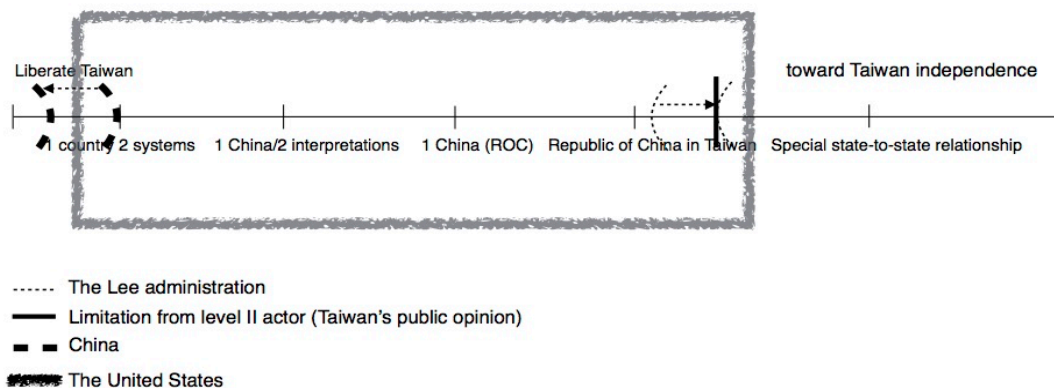 Liberate Taiwan
toward Taiwan independence
1 country 2 systems
1 China/2 interpretations
1 China (ROC)
Republic of China in Taiwan
Special state-to-state relationship
The Lee administration
Limitation from level II actor (Taiwan's public opinion)
China
The United States